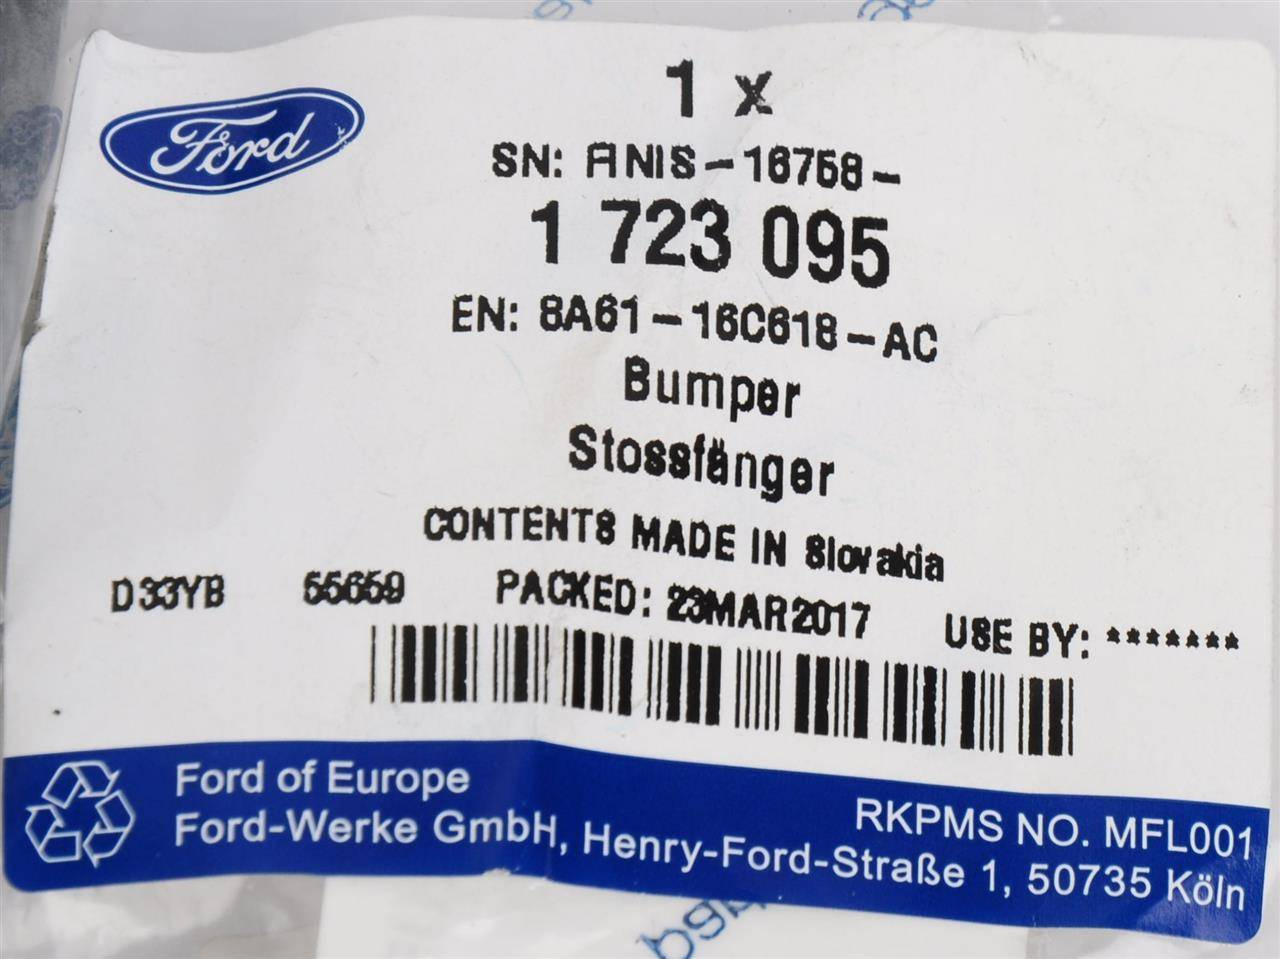 Ford
1 x
SN: FINIS-16758-
1 723 095
EN: 8A61-16C618-AC
Bumper
Stossfänger
CONTENTS MADE IN Slovakia
D33YB 55659 PACKED: 23MAR2017 USE BY: *******
Ford of Europe
RKPMS NO. MFL001
Ford-Werke GmbH, Henry-Ford-Straße 1, 50735 Köln